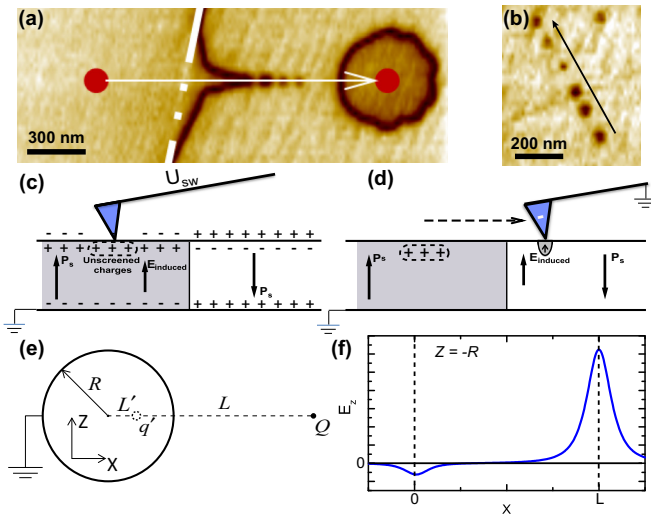 (a)
300 nm
(b)
200 nm
(c)
U_SW
- - - - - + + + + + + + +
+ + + + + + + + + - - - - - - - -
Unscreened
charges
P_s
E_induced
P_s
- - - - - - - - + + + + + + + +
(d)
-
+ + +
P_s
E_induced
P_s
(e)
R
L′
L
q′
Q
Z
X
(f)
Z = -R
E_z
0
0
L
X